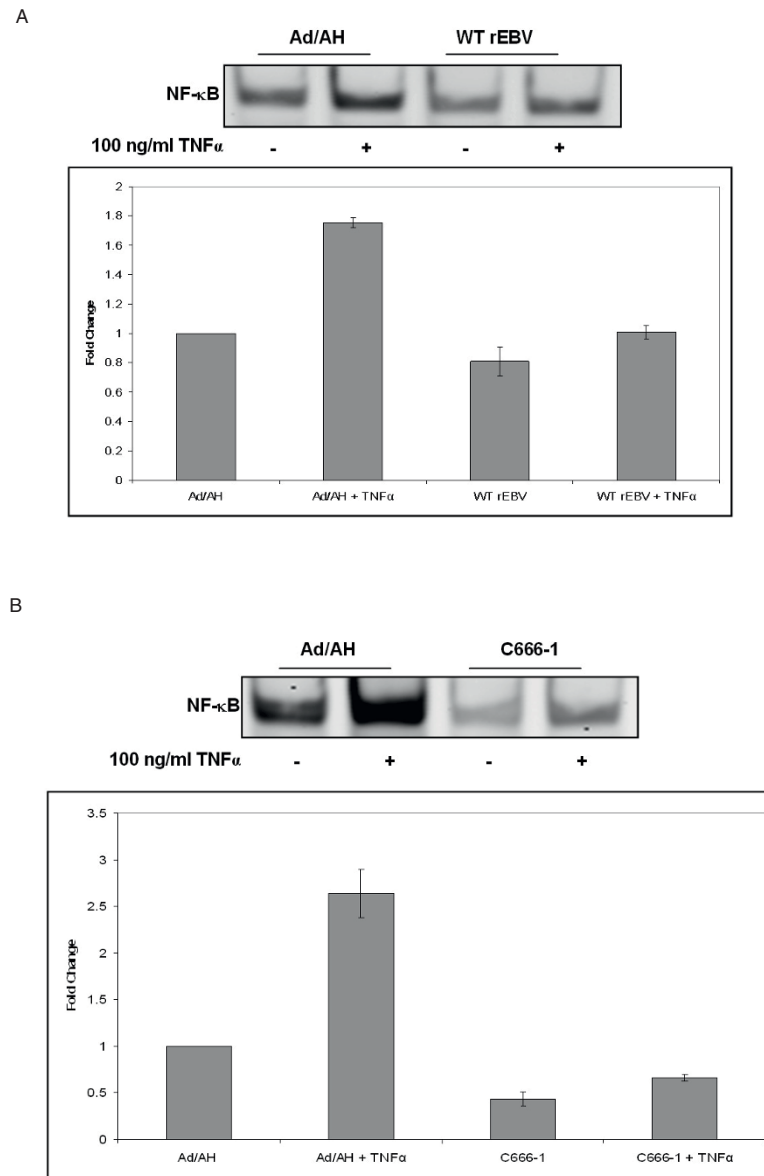 A
Ad/AH WT rEBV
NF-κB
100 ng/ml TNFα - + - +
2
1.8
1.6
1.4
1.2
1
0.8
0.6
0.4
0.2
0
Fold Change
Ad/AH Ad/AH + TNFα WT rEBV WT rEBV + TNFα
B
Ad/AH C666-1
NF-κB
100 ng/ml TNFα - + - +
3.5
3
2.5
2
1.5
1
0.5
0
Fold Change
Ad/AH Ad/AH + TNFα C666-1 C666-1 + TNFα